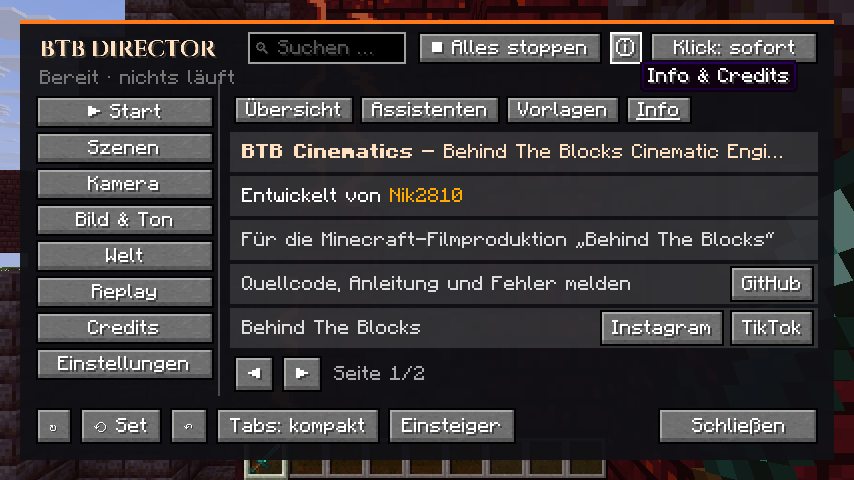 BTB DIRECTOR
Suchen ...
■ Alles stoppen
ⓘ
Klick: sofort
Bereit · nichts läuft
Info & Credits
► Start
Szenen
Kamera
Bild & Ton
Welt
Replay
Credits
Einstellungen
Übersicht
Assistenten
Vorlagen
Info
BTB Cinematics – Behind The Blocks Cinematic Engi...
Entwickelt von Nik2810
Für die Minecraft-Filmproduktion „Behind The Blocks“
Quellcode, Anleitung und Fehler melden
GitHub
Behind The Blocks
Instagram
TikTok
◄ ► Seite 1/2
↻
⟲ Set
↶
Tabs: kompakt
Einsteiger
Schließen